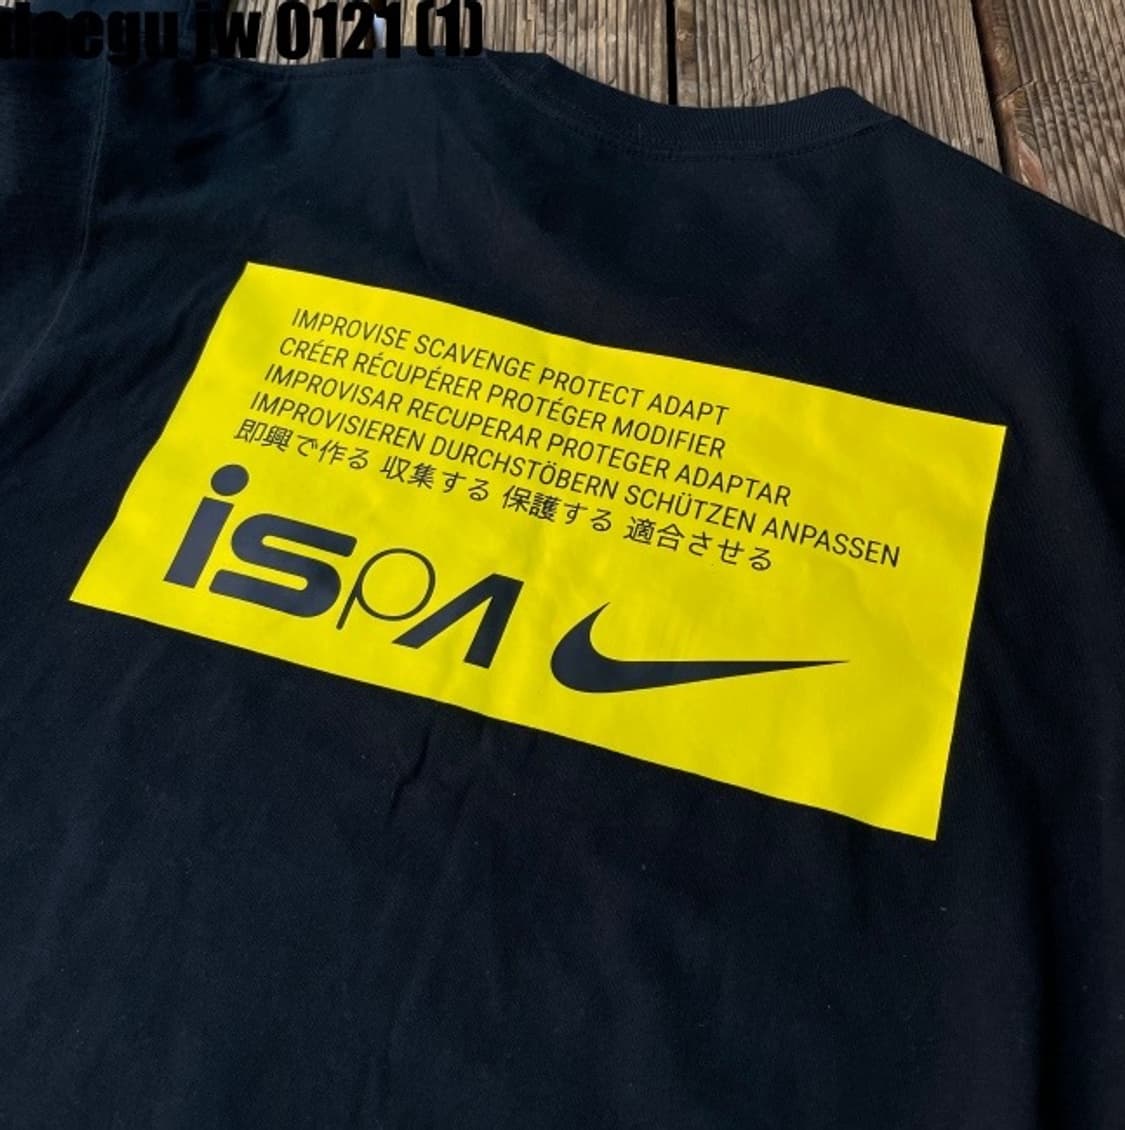 daegu jw 0121 (1)
IMPROVISE SCAVENGE PROTECT ADAPT
CRÉER RÉCUPÉRER PROTÉGER MODIFIER
IMPROVISAR RECUPERAR PROTEGER ADAPTAR
IMPROVISIEREN DURCHSTÖBERN SCHÜTZEN ANPASSEN
即興で作る 収集する 保護する 適合させる
ispA